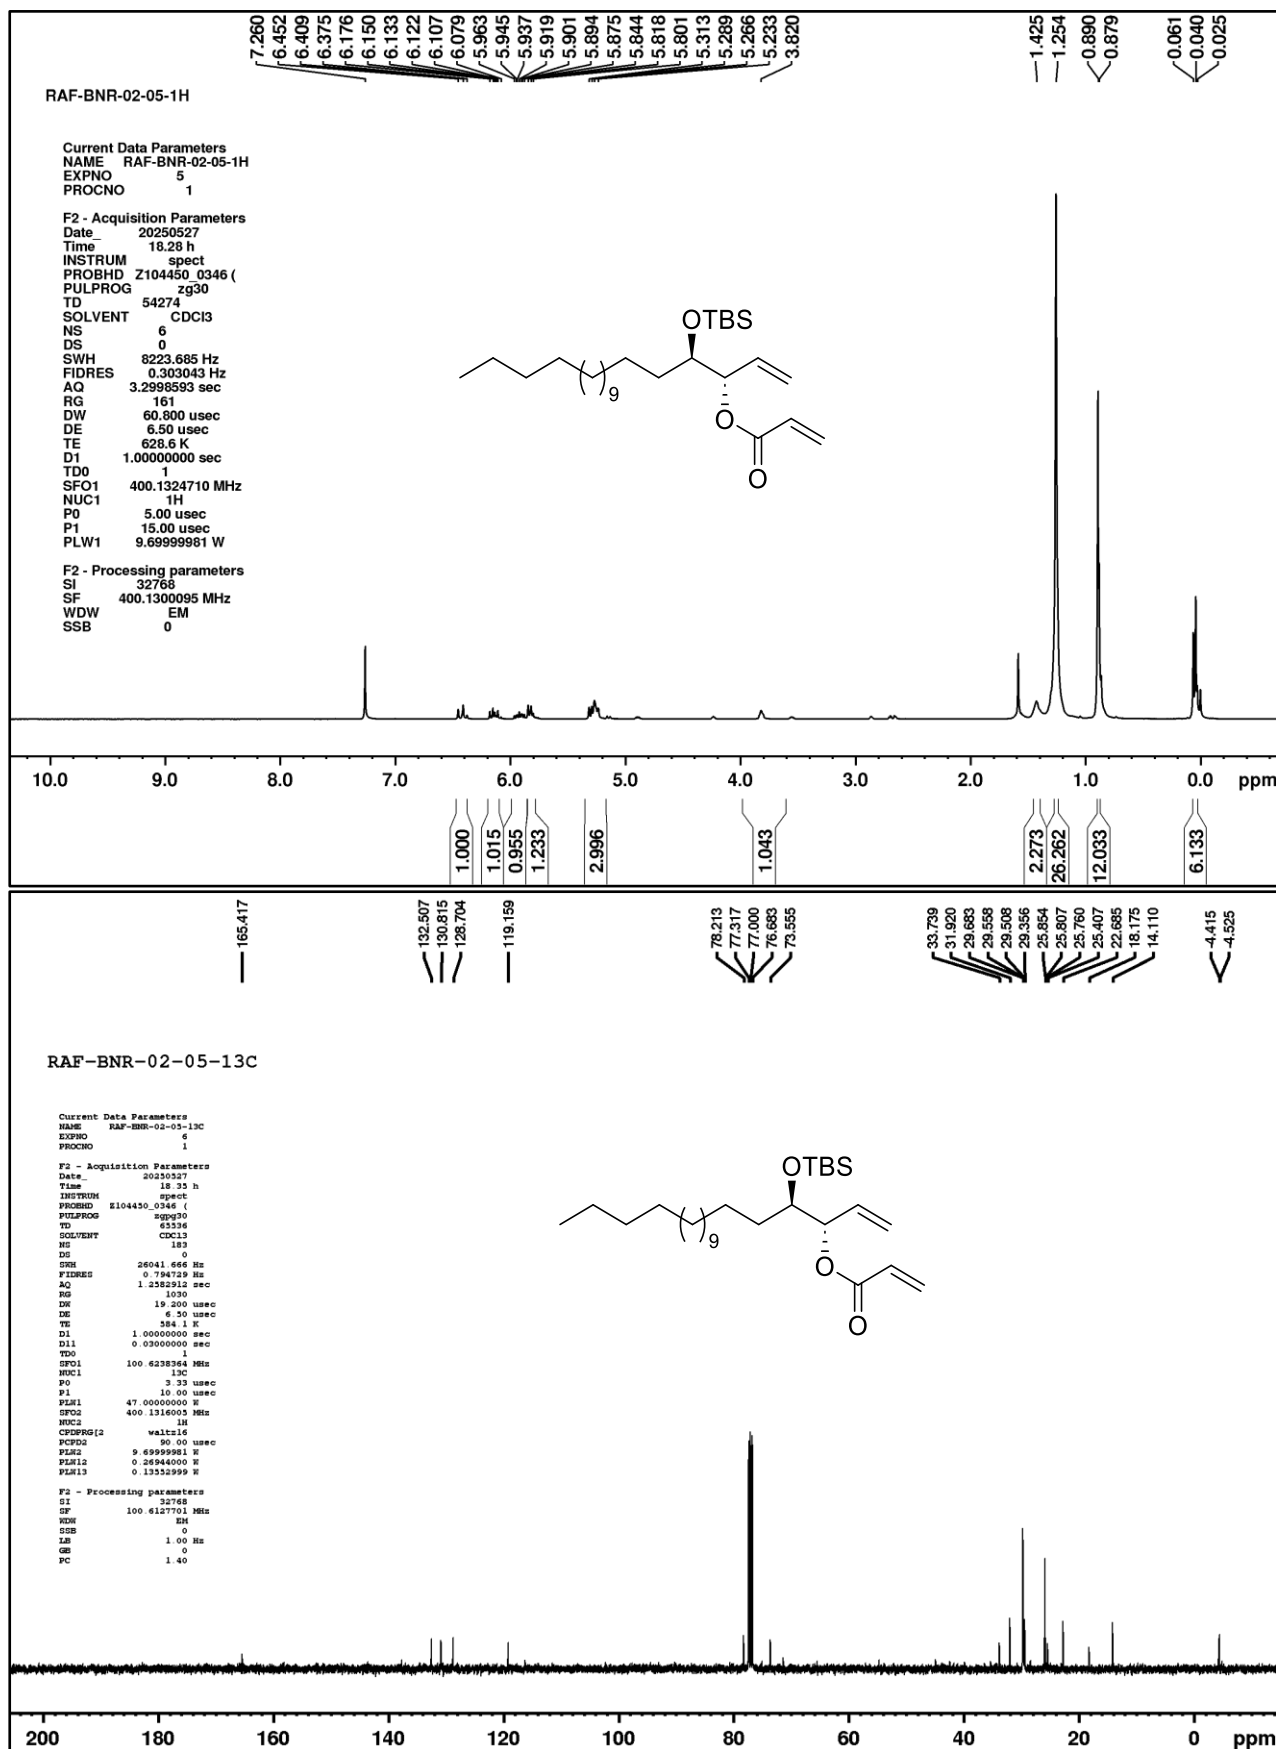 7.260
6.452
6.409
6.375
6.176
6.150
6.133
6.122
6.107
6.079
5.963
5.945
5.937
5.919
5.901
5.894
5.875
5.844
5.818
5.801
5.313
5.289
5.266
5.233
3.820
1.425
1.254
0.890
0.879
0.061
0.040
0.025
RAF-BNR-02-05-1H
Current Data Parameters
NAME RAF-BNR-02-05-1H
EXPNO 5
PROCNO 1
F2 - Acquisition Parameters
Date_ 20250527
Time 18.28 h
INSTRUM spect
PROBHD Z104450_0346 (
PULPROG zg30
TD 54274
SOLVENT CDCl3
NS 6
DS 0
SWH 8223.685 Hz
FIDRES 0.303043 Hz
AQ 3.2998593 sec
RG 161
DW 60.800 usec
DE 6.50 usec
TE 628.6 K
D1 1.00000000 sec
TD0 1
SFO1 400.1324710 MHz
NUC1 1H
P0 5.00 usec
P1 15.00 usec
PLW1 9.69999981 W
F2 - Processing parameters
SI 32768
SF 400.1300095 MHz
WDW EM
SSB 0
OTBS
9
O
O
10.0 9.0 8.0 7.0 6.0 5.0 4.0 3.0 2.0 1.0 0.0 ppm
1.000
1.015
0.955
1.233
2.996
1.043
2.273
26.262
12.033
6.133
165.417
132.507
130.815
128.704
119.159
78.213
77.317
77.000
76.683
73.555
33.739
31.920
29.683
29.558
29.508
29.356
25.854
25.807
25.760
25.407
22.685
18.175
14.110
-4.415
-4.525
RAF-BNR-02-05-13C
Current Data Parameters
NAME RAF-BNR-02-05-13C
EXPNO 6
PROCNO 1
F2 - Acquisition Parameters
Date_ 20250527
Time 18.35 h
INSTRUM spect
PROBHD Z104450_0346 (
PULPROG zgpg30
TD 65536
SOLVENT CDCl3
NS 183
DS 0
SWH 26041.666 Hz
FIDRES 0.794729 Hz
AQ 1.2582912 sec
RG 1030
DW 19.200 usec
DE 6.50 usec
TE 584.1 K
D1 1.00000000 sec
D11 0.03000000 sec
TD0 1
SFO1 100.6238364 MHz
NUC1 13C
P0 3.33 usec
P1 10.00 usec
PLW1 47.00000000 W
SFO2 400.1316005 MHz
NUC2 1H
CPDPRG[2 waltz16
PCPD2 90.00 usec
PLW2 9.69999981 W
PLW12 0.26944000 W
PLW13 0.13552999 W
F2 - Processing parameters
SI 32768
SF 100.6127701 MHz
WDW EM
SSB 0
LB 1.00 Hz
GB 0
PC 1.40
OTBS
9
O
O
200 180 160 140 120 100 80 60 40 20 0 ppm